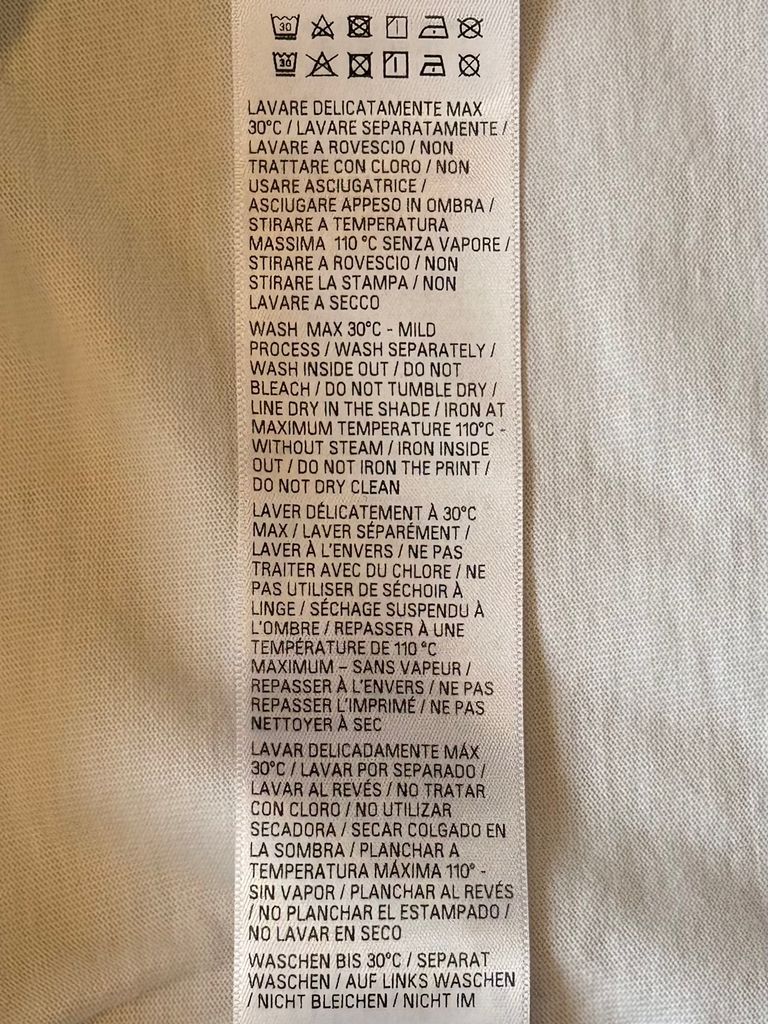 30
30
LAVARE DELICATAMENTE MAX
30°C / LAVARE SEPARATAMENTE /
LAVARE A ROVESCIO / NON
TRATTARE CON CLORO / NON
USARE ASCIUGATRICE /
ASCIUGARE APPESO IN OMBRA /
STIRARE A TEMPERATURA
MASSIMA 110 °C SENZA VAPORE /
STIRARE A ROVESCIO / NON
STIRARE LA STAMPA / NON
LAVARE A SECCO
WASH MAX 30°C - MILD
PROCESS / WASH SEPARATELY /
WASH INSIDE OUT / DO NOT
BLEACH / DO NOT TUMBLE DRY /
LINE DRY IN THE SHADE / IRON AT
MAXIMUM TEMPERATURE 110°C -
WITHOUT STEAM / IRON INSIDE
OUT / DO NOT IRON THE PRINT /
DO NOT DRY CLEAN
LAVER DÉLICATEMENT À 30°C
MAX / LAVER SÉPARÉMENT /
LAVER À L'ENVERS / NE PAS
TRAITER AVEC DU CHLORE / NE
PAS UTILISER DE SÉCHOIR À
LINGE / SÉCHAGE SUSPENDU À
L'OMBRE / REPASSER À UNE
TEMPÉRATURE DE 110 °C
MAXIMUM – SANS VAPEUR /
REPASSER À L'ENVERS / NE PAS
REPASSER L'IMPRIMÉ / NE PAS
NETTOYER À SEC
LAVAR DELICADAMENTE MÁX
30°C / LAVAR POR SEPARADO /
LAVAR AL REVÉS / NO TRATAR
CON CLORO / NO UTILIZAR
SECADORA / SECAR COLGADO EN
LA SOMBRA / PLANCHAR A
TEMPERATURA MÁXIMA 110° -
SIN VAPOR / PLANCHAR AL REVÉS
/ NO PLANCHAR EL ESTAMPADO /
NO LAVAR EN SECO
WASCHEN BIS 30°C / SEPARAT
WASCHEN / AUF LINKS WASCHEN
/ NICHT BLEICHEN / NICHT IM